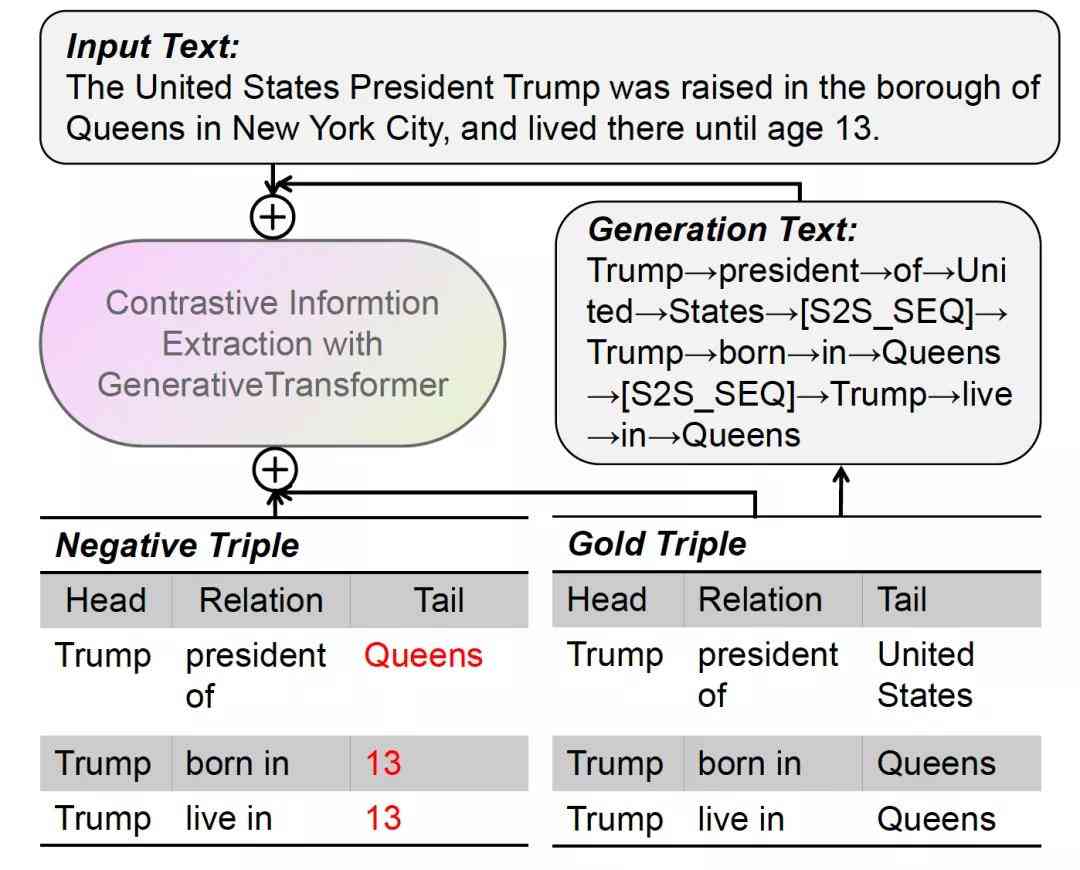 Input Text:
The United States President Trump was raised in the borough of
Queens in New York City, and lived there until age 13.
Contrastive Informtion
Extraction with
GenerativeTransformer
Generation Text:
Trump→president→of→Uni
ted→States→[S2S_SEQ]→
Trump→born→in→Queens
→[S2S_SEQ]→Trump→live
→in→Queens
Negative Triple
Head Relation Tail
Trump president Queens
of
Trump born in 13
Trump live in 13
Gold Triple
Head Relation Tail
Trump president United
of States
Trump born in Queens
Trump live in Queens